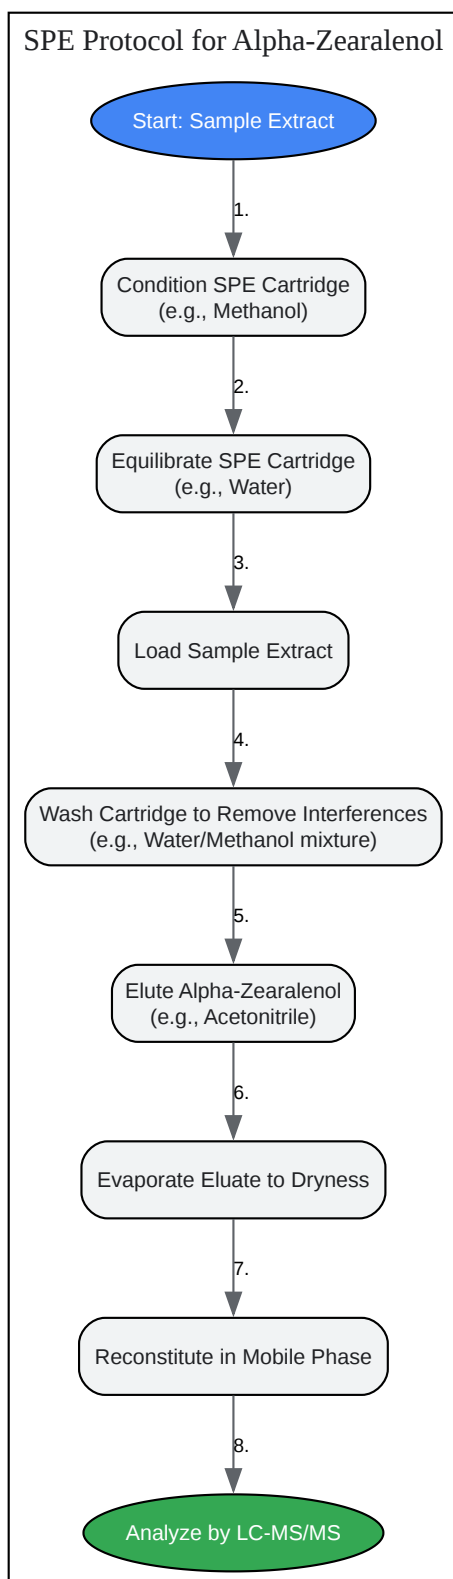 SPE Protocol for Alpha-Zearalenol
Start: Sample Extract
1.
Condition SPE Cartridge
(e.g., Methanol)
2.
Equilibrate SPE Cartridge
(e.g., Water)
3.
Load Sample Extract
4.
Wash Cartridge to Remove Interferences
(e.g., Water/Methanol mixture)
5.
Elute Alpha-Zearalenol
(e.g., Acetonitrile)
6.
Evaporate Eluate to Dryness
7.
Reconstitute in Mobile Phase
8.
Analyze by LC-MS/MS